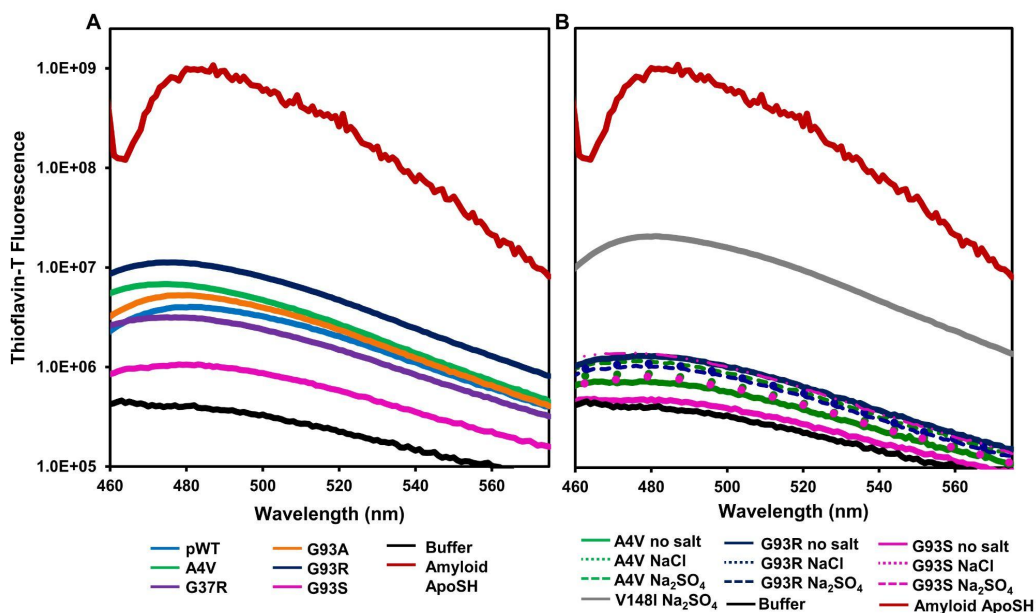 A
B
Thioflavin-T Fluorescence
1.0E+09
1.0E+08
1.0E+07
1.0E+06
1.0E+05
460 480 500 520 540 560
460 480 500 520 540 560
Wavelength (nm)
Wavelength (nm)
pWT
A4V
G37R
G93A
G93R
G93S
Buffer
Amyloid
ApoSH
A4V no salt
A4V NaCl
A4V Na₂SO₄
V148I Na₂SO₄
G93R no salt
G93R NaCl
G93R Na₂SO₄
Buffer
G93S no salt
G93S NaCl
G93S Na₂SO₄
Amyloid ApoSH